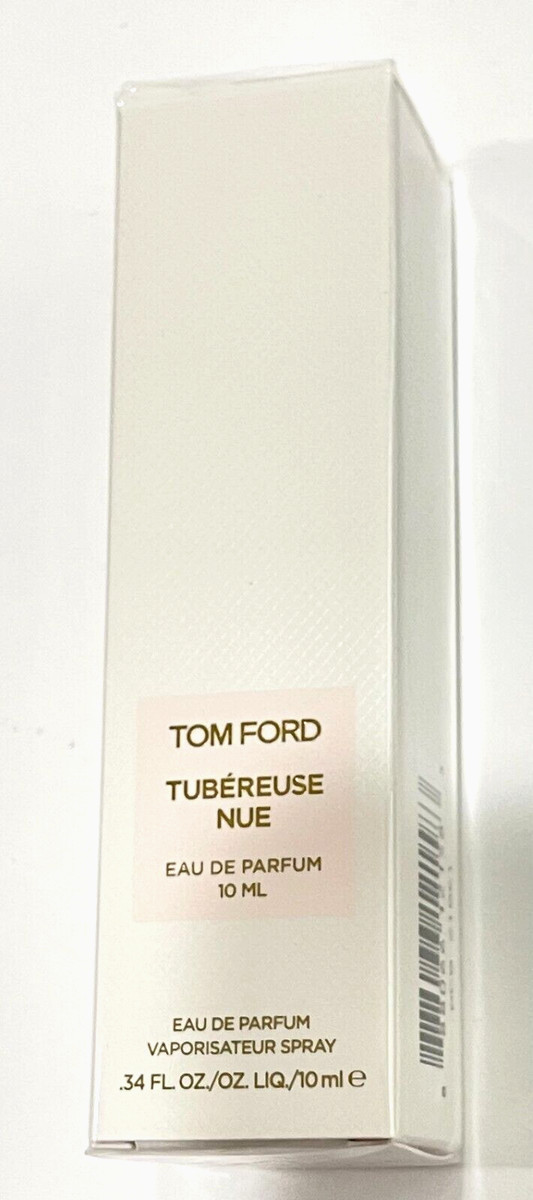 TOM FORD
TUBÉREUSE
NUE
EAU DE PARFUM
10 ML
EAU DE PARFUM
VAPORISATEUR SPRAY
.34 FL. OZ./OZ. LIQ./10 ml ℮